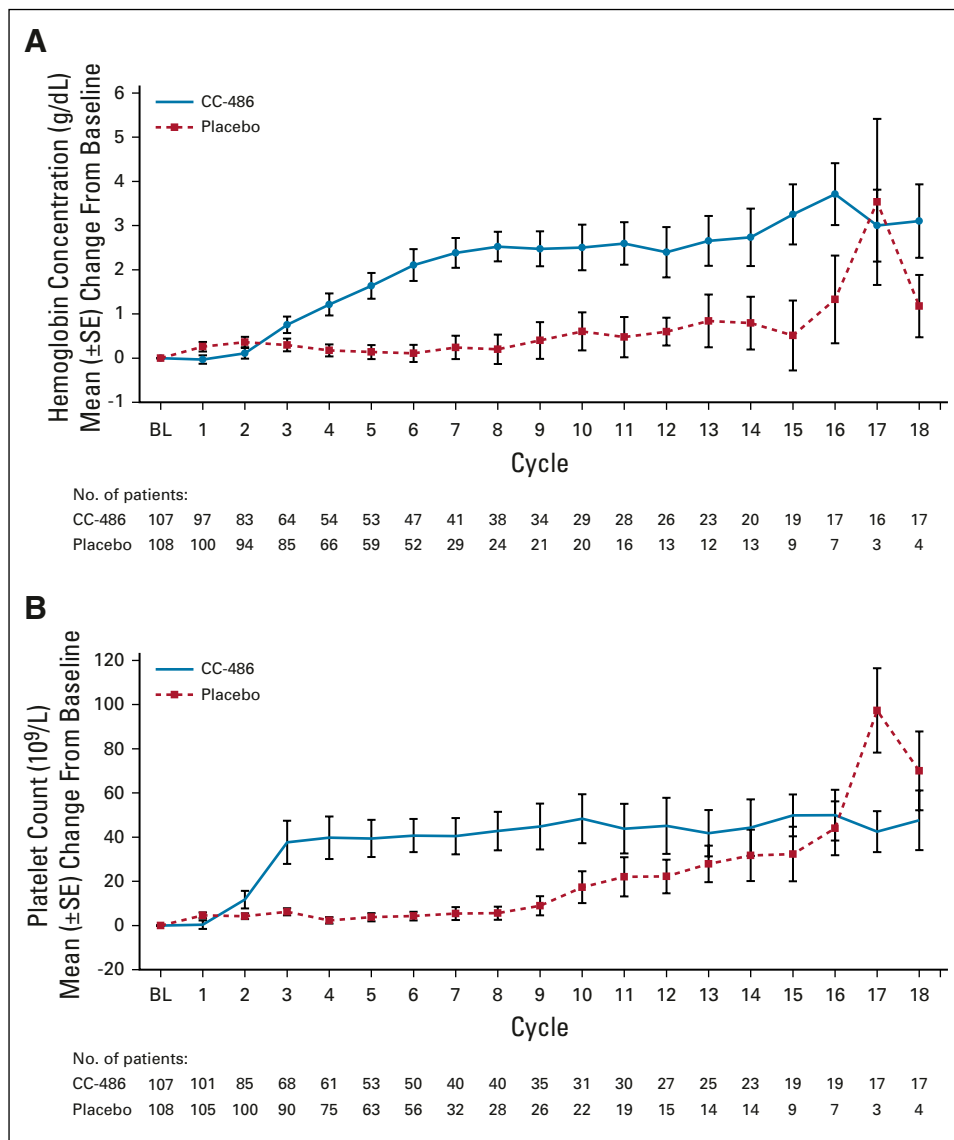 A
Hemoglobin Concentration (g/dL)
Mean (±SE) Change From Baseline
6
5
4
3
2
1
0
-1
CC-486
Placebo
BL 1 2 3 4 5 6 7 8 9 10 11 12 13 14 15 16 17 18
Cycle
No. of patients:
CC-486 107 97 83 64 54 53 47 41 38 34 29 28 26 23 20 19 17 16 17
Placebo 108 100 94 85 66 59 52 29 24 21 20 16 13 12 13 9 7 3 4
B
Platelet Count (10⁹/L)
Mean (±SE) Change From Baseline
120
100
80
60
40
20
0
-20
CC-486
Placebo
BL 1 2 3 4 5 6 7 8 9 10 11 12 13 14 15 16 17 18
Cycle
No. of patients:
CC-486 107 101 85 68 61 53 50 40 40 35 31 30 27 25 23 19 19 17 17
Placebo 108 105 100 90 75 63 56 32 28 26 22 19 15 14 14 9 7 3 4